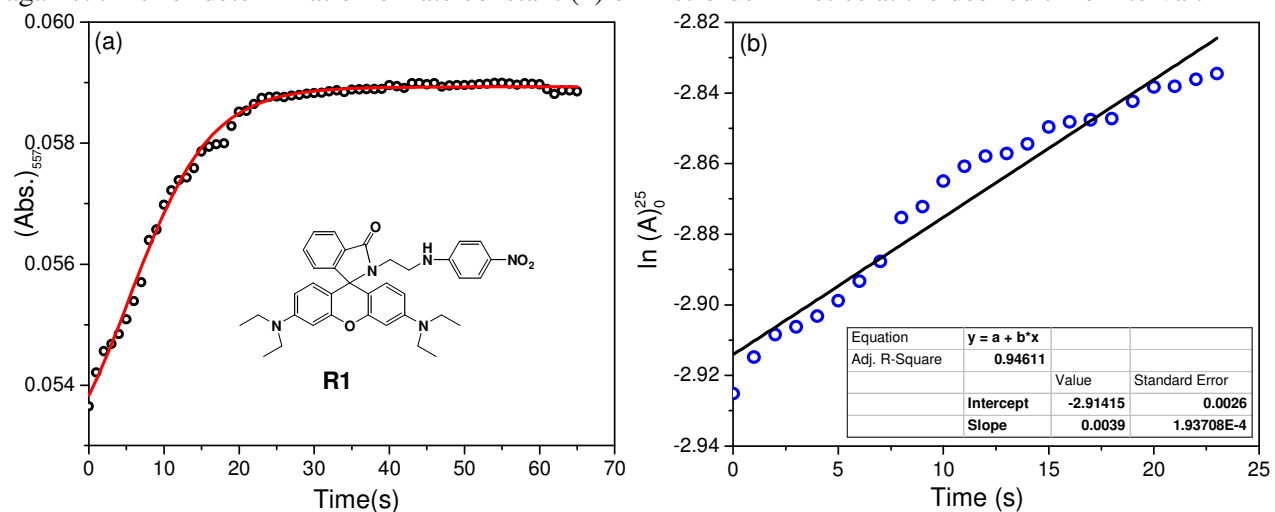 (a)
0.060
0.058
0.056
0.054
(Abs.)557
0 10 20 30 40 50 60 70
Time(s)
O
N
H
N
NO2
N
O
N
R1
(b)
-2.82
-2.84
-2.86
-2.88
-2.90
-2.92
-2.94
ln (A)0 25
0 5 10 15 20 25
Time (s)
Equation y = a + b*x
Adj. R-Square 0.94611
Value Standard Error
Intercept -2.91415 0.0026
Slope 0.0039 1.93708E-4